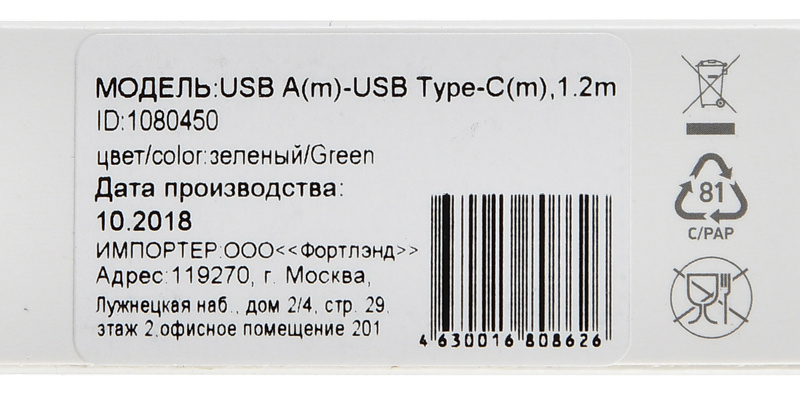 МОДЕЛЬ:USB A(m)-USB Type-C(m),1.2m
ID:1080450
цвет/color:зеленый/Green
Дата производства:
10.2018
ИМПОРТЕР:ООО<<Фортлэнд>>
Адрес:119270, г. Москва,
Лужнецкая наб., дом 2/4, стр. 29,
этаж 2,офисное помещение 201
4 630016 808626
81
C/PAP